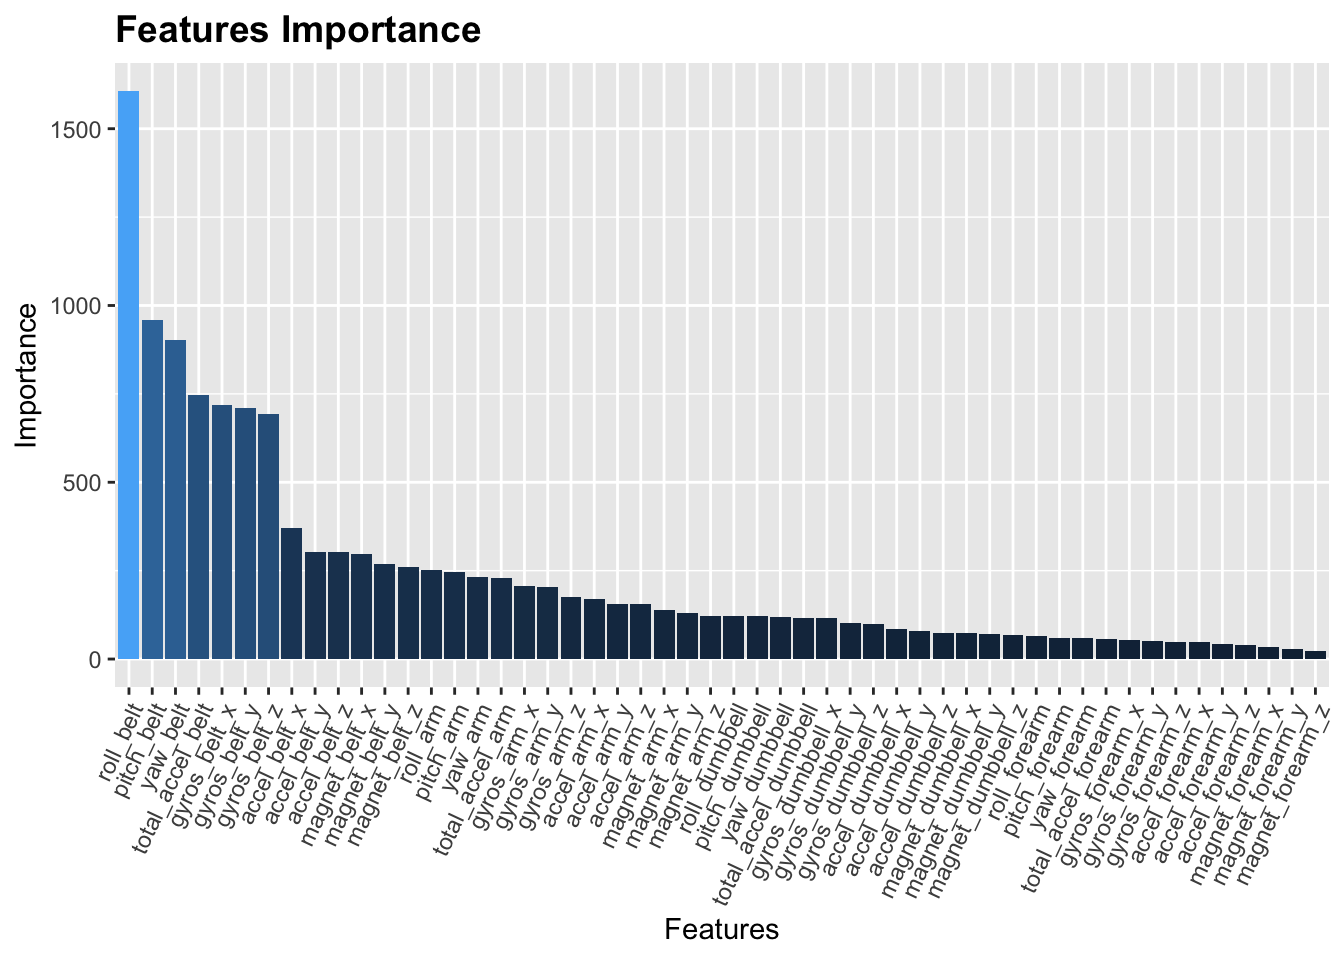 Features Importance
Importance
1500
1000
500
0
roll_belt
pitch_belt
yaw_belt
total_accel_belt
gyros_belt_x
gyros_belt_y
gyros_belt_z
accel_belt_x
accel_belt_y
accel_belt_z
magnet_belt_x
magnet_belt_y
magnet_belt_z
roll_arm
pitch_arm
yaw_arm
total_accel_arm
gyros_arm_x
gyros_arm_y
gyros_arm_z
accel_arm_x
accel_arm_y
accel_arm_z
magnet_arm_x
magnet_arm_y
magnet_arm_z
roll_dumbbell
pitch_dumbbell
yaw_dumbbell
total_accel_dumbbell
gyros_dumbbell_x
gyros_dumbbell_y
gyros_dumbbell_z
accel_dumbbell_x
accel_dumbbell_y
accel_dumbbell_z
magnet_dumbbell_x
magnet_dumbbell_y
magnet_dumbbell_z
roll_forearm
pitch_forearm
yaw_forearm
total_accel_forearm
gyros_forearm_x
gyros_forearm_y
gyros_forearm_z
accel_forearm_x
accel_forearm_y
accel_forearm_z
magnet_forearm_x
magnet_forearm_y
magnet_forearm_z
Features